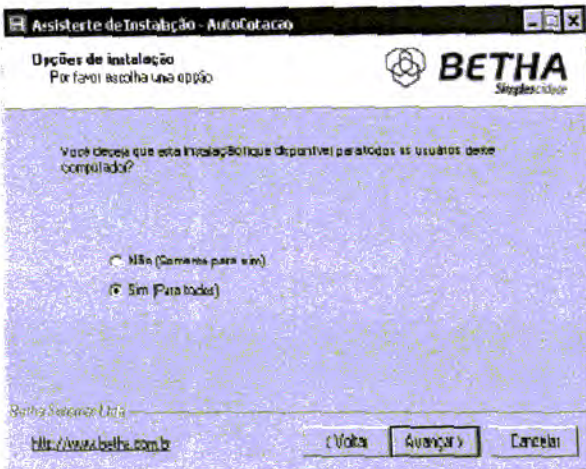 Assistente de Instalação - AutoCotacao
Opções de instalação
Por favor escolha uma opção
BETHA
Simplescidade
Você deseja que esta instalação fique disponível para todos os usuários deste
computador?
Não (Somente para mim)
Sim (Para todos)
Betha Sistemas Ltda
http://www.betha.com.br
< Voltar
Avançar >
Cancelar